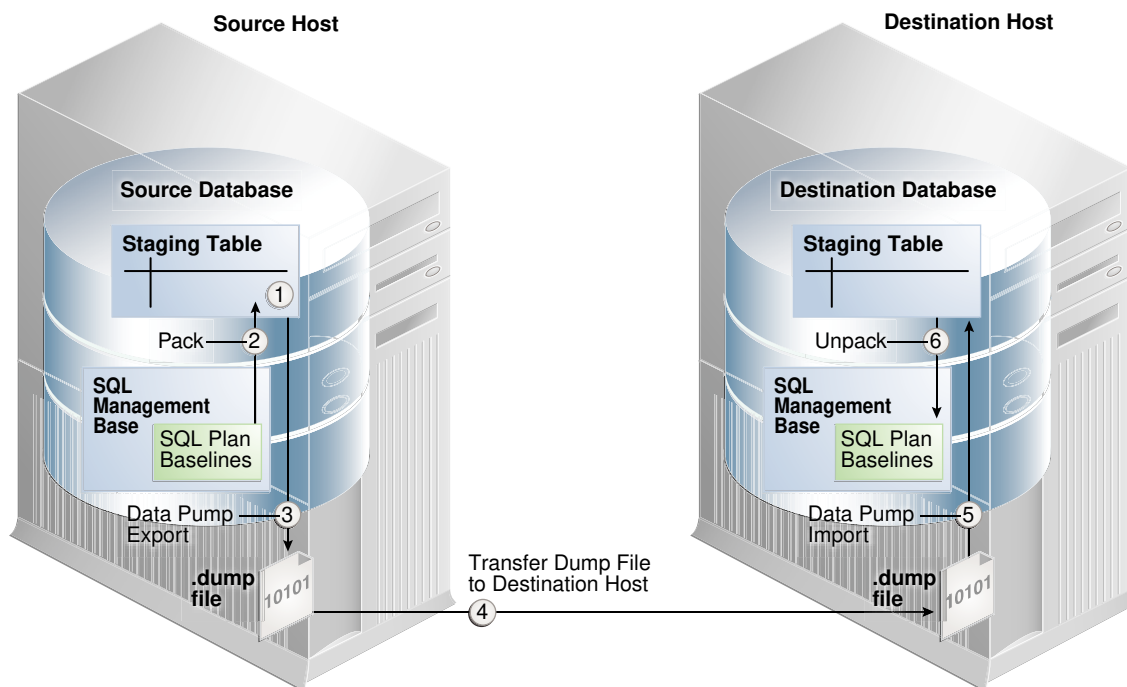 Source Host
Source Database
Staging Table
1
Pack
2
SQL
Management
Base
SQL Plan
Baselines
Data Pump
Export
3
.dump
file
10101
Transfer Dump File
to Destination Host
4
Destination Host
Destination Database
Staging Table
Unpack
6
SQL
Management
Base
SQL Plan
Baselines
Data Pump
Import
5
.dump
file
10101